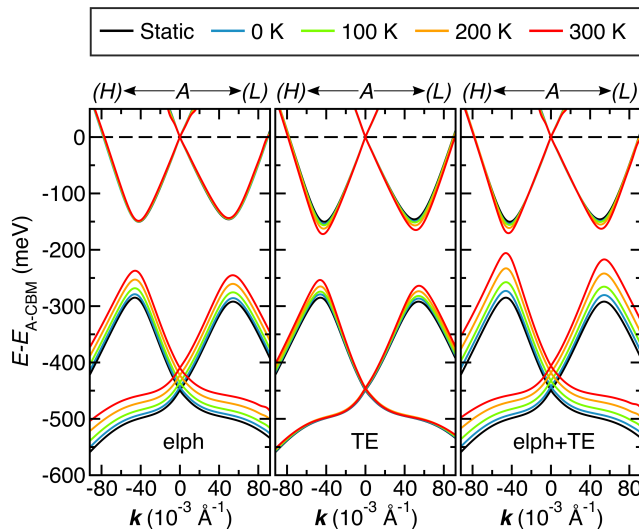 Static 0 K 100 K 200 K 300 K
(H) A (L) (H) A (L) (H) A (L)
0
-100
-200
-300
-400
-500
-600
E-E_A-CBM (meV)
elph TE elph+TE
-80 -40 0 40 80 -80 -40 0 40 80 -80 -40 0 40 80
k (10⁻³ Å⁻¹) k (10⁻³ Å⁻¹) k (10⁻³ Å⁻¹)